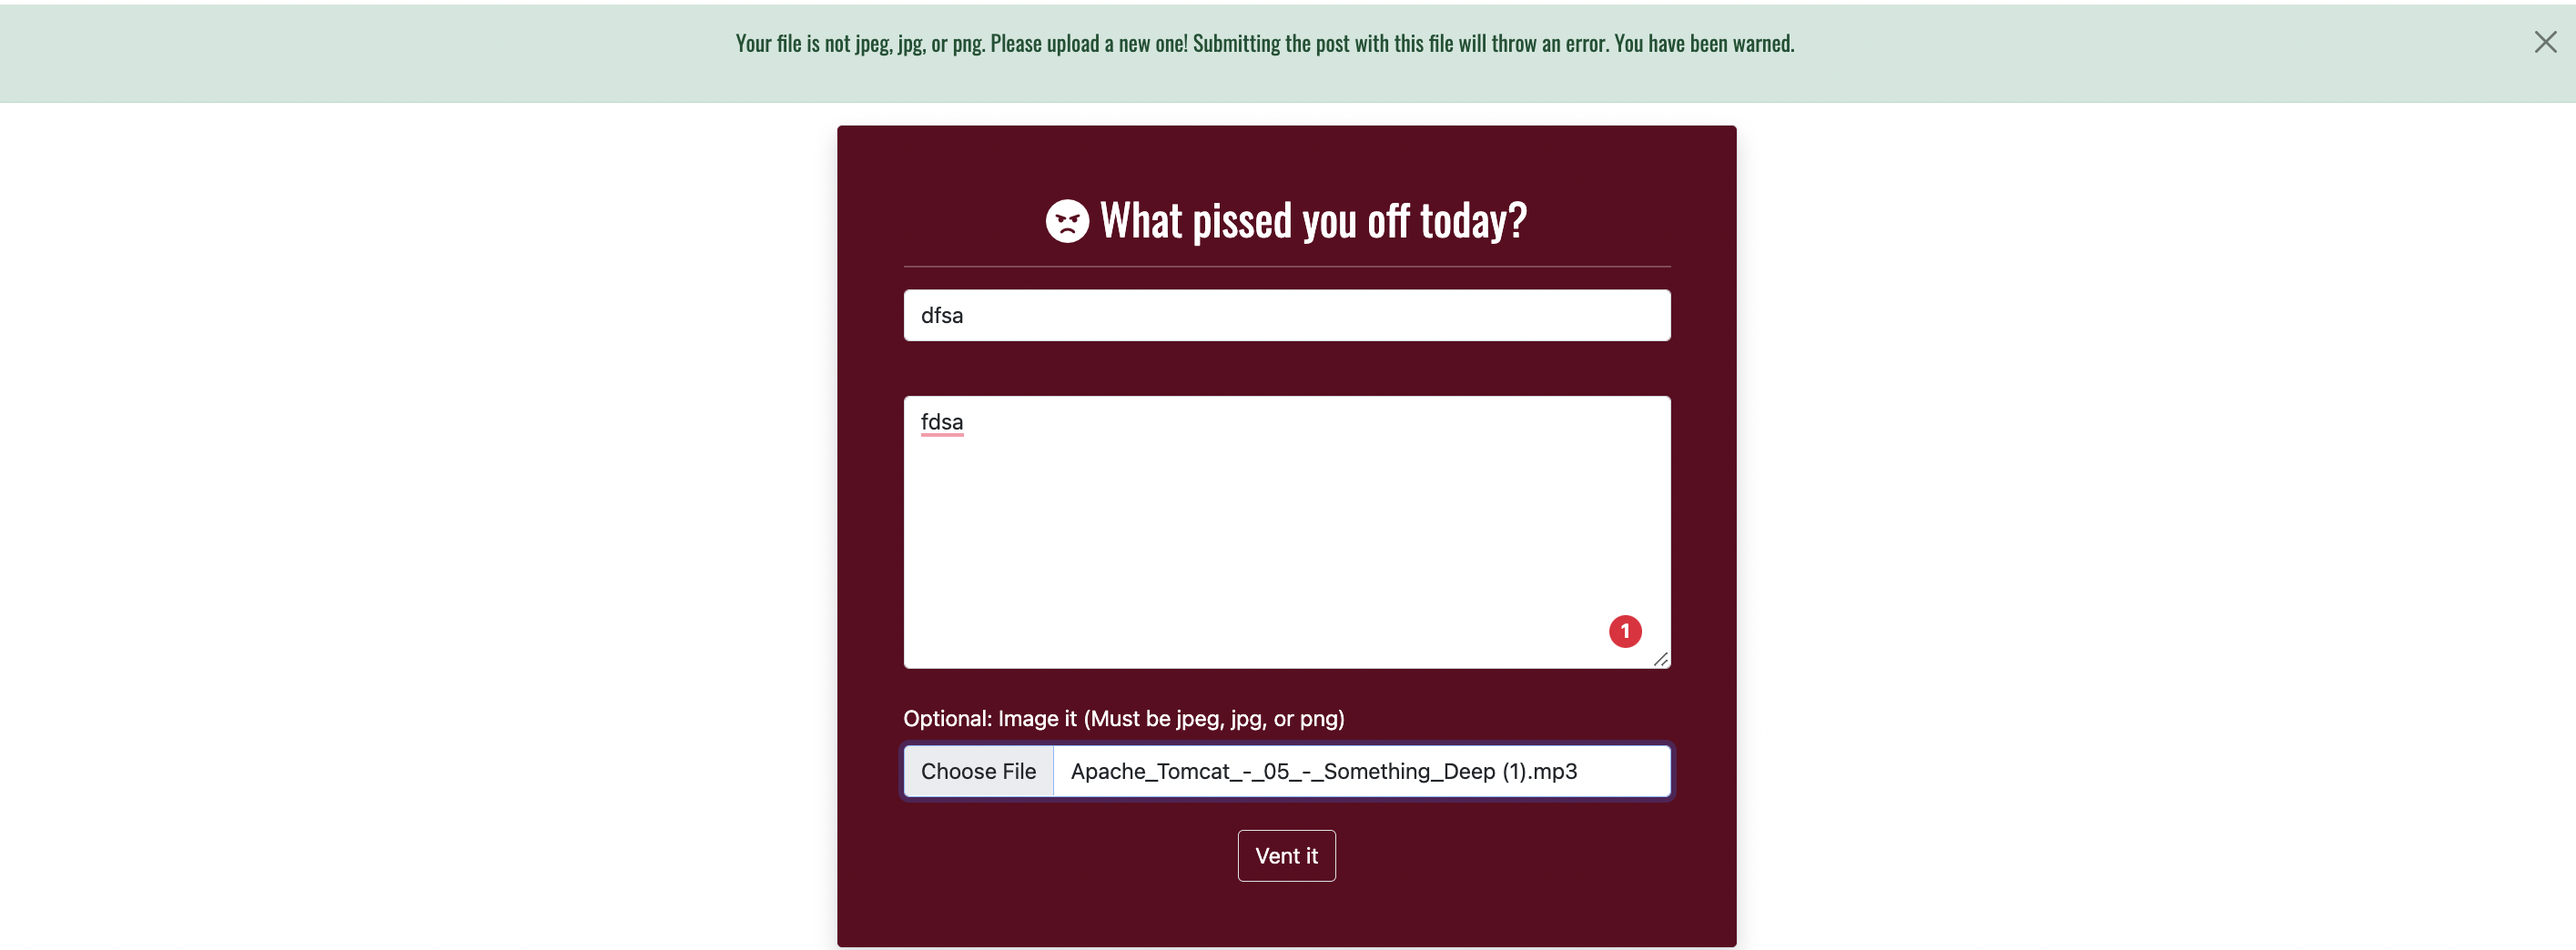 Your file is not jpeg, jpg, or png. Please upload a new one! Submitting the post with this file will throw an error. You have been warned.
What pissed you off today?
dfsa
fdsa
1
Optional: Image it (Must be jpeg, jpg, or png)
Choose File Apache_Tomcat_-_05_-_Something_Deep (1).mp3
Vent it